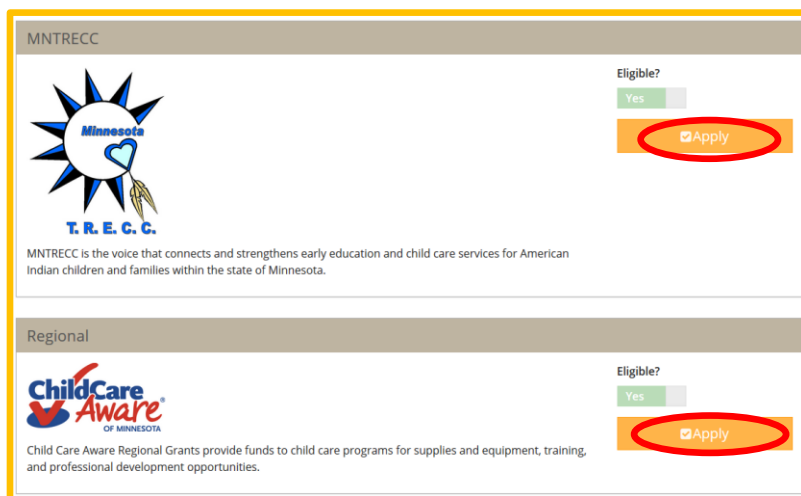 MNTRECC
Eligible?
Yes
Apply
Minnesota
T. R. E. C. C.
MNTRECC is the voice that connects and strengthens early education and child care services for American
Indian children and families within the state of Minnesota.
Regional
Eligible?
Yes
Apply
ChildCare
Aware®
OF MINNESOTA
Child Care Aware Regional Grants provide funds to child care programs for supplies and equipment, training,
and professional development opportunities.